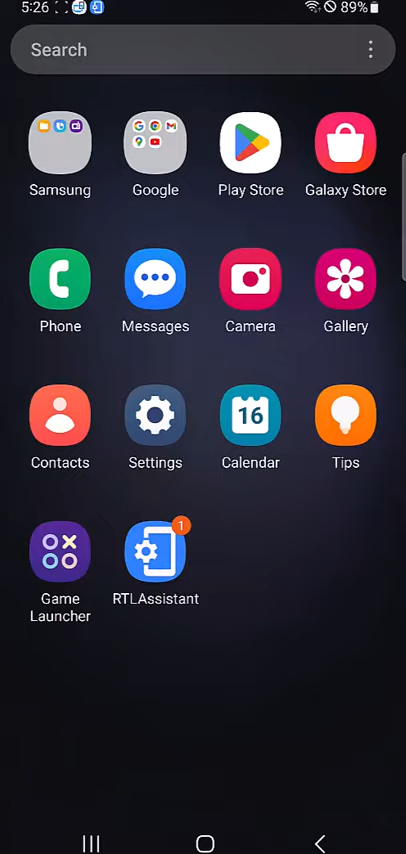 5:26 89%
Search
Samsung Google Play Store Galaxy Store
Phone Messages Camera Gallery
16
Contacts Settings Calendar Tips
1
Game Launcher RTLAssistant